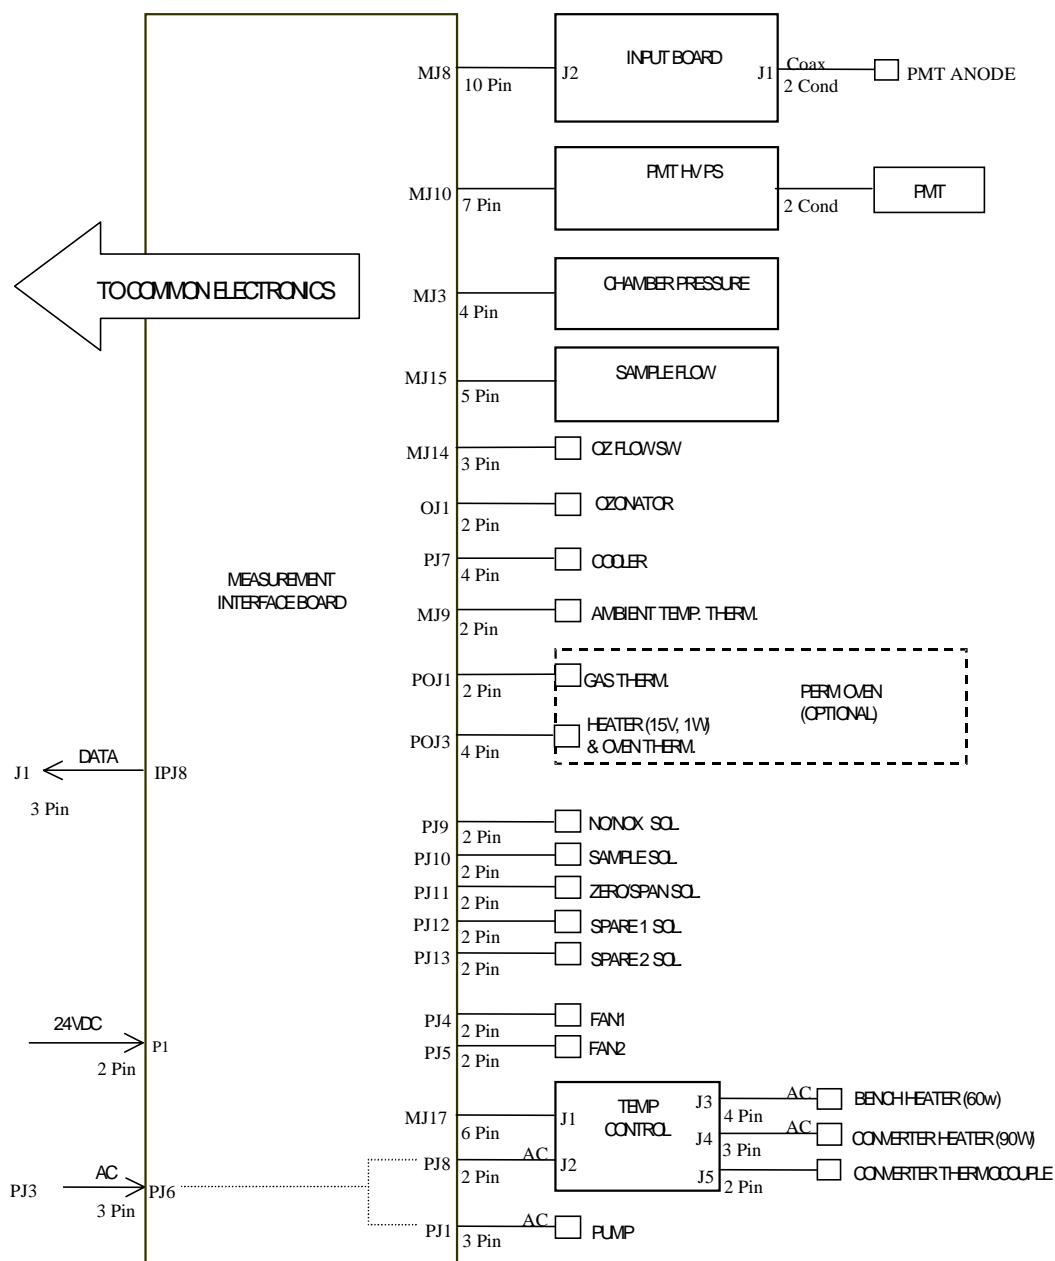 INPUT BOARD
MJ8
J2
J1
Coax
PMT ANODE
10 Pin
2 Cond
PMT HV PS
MJ10
PMT
7 Pin
2 Cond
TO COMMON ELECTRONICS
CHAMBER PRESSURE
MJ3
4 Pin
SAMPLE FLOW
MJ15
5 Pin
MJ14
OZ FLOW SW
3 Pin
OJ1
OZONATOR
2 Pin
PJ7
COOLER
4 Pin
MEASUREMENT
INTERFACE BOARD
MJ9
AMBIENT TEMP. THERM.
2 Pin
POJ1
GAS THERM.
2 Pin
PERM OVEN
(OPTIONAL)
POJ3
HEATER (15V, 1W)
& OVEN THERM.
4 Pin
DATA
J1
IPJ8
3 Pin
PJ9
NO/NOX SOL
2 Pin
PJ10
SAMPLE SOL
2 Pin
PJ11
ZERO/SPAN SOL
2 Pin
PJ12
SPARE 1 SOL
2 Pin
PJ13
SPARE 2 SOL
2 Pin
24VDC
P1
2 Pin
PJ4
FAN1
2 Pin
PJ5
FAN2
2 Pin
MJ17
J1
TEMP
CONTROL
6 Pin
J3
AC
BENCH HEATER (60w)
4 Pin
J4
AC
CONVERTER HEATER (90W)
3 Pin
J5
CONVERTER THERMOCOUPLE
2 Pin
PJ8
AC
J2
2 Pin
PJ3
AC
PJ6
3 Pin
PJ1
AC
PUMP
3 Pin